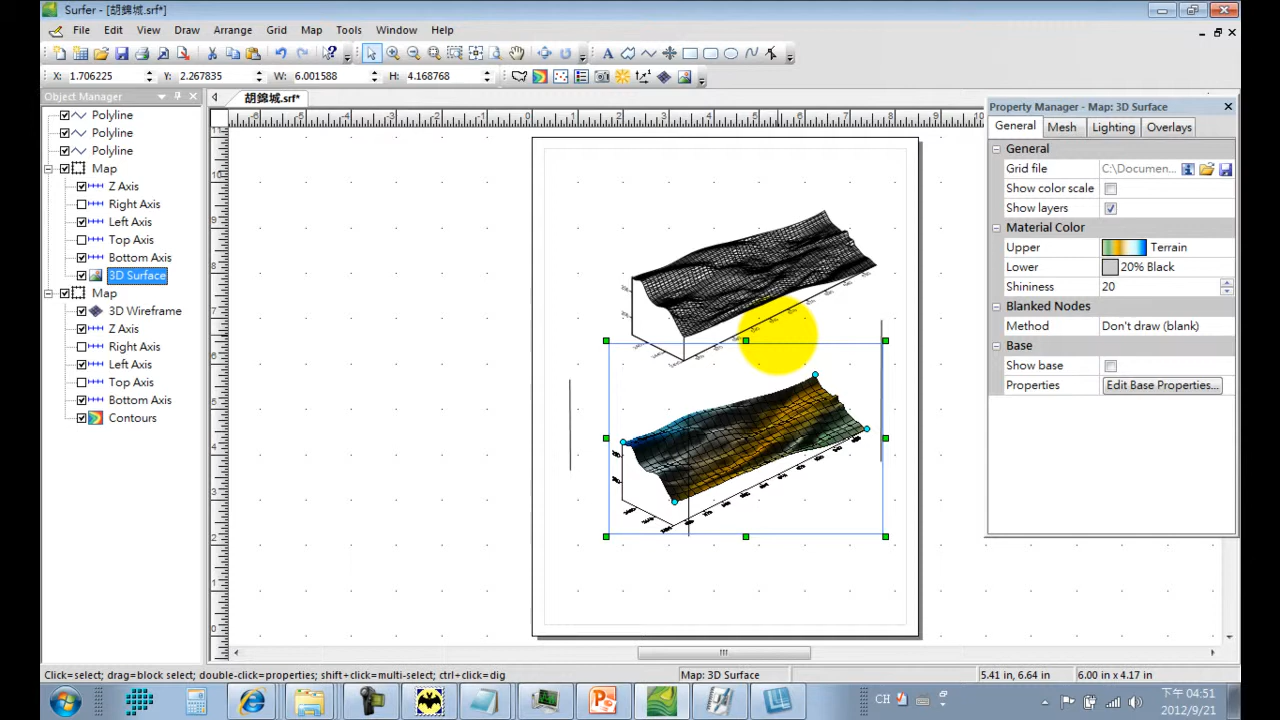 Surfer - [胡錦城.srf*]
File Edit View Draw Arrange Grid Map Tools Window Help
X: 1.706225 Y: 2.267835 W: 6.001588 H: 4.168768
Object Manager
胡錦城.srf*
Polyline
Polyline
Polyline
Map
Z Axis
Right Axis
Left Axis
Top Axis
Bottom Axis
3D Surface
Map
3D Wireframe
Z Axis
Right Axis
Left Axis
Top Axis
Bottom Axis
Contours
Property Manager - Map: 3D Surface
General Mesh Lighting Overlays
General
Grid file C:\Documen...
Show color scale
Show layers
Material Color
Upper Terrain
Lower 20% Black
Shininess 20
Blanked Nodes
Method Don't draw (blank)
Base
Show base
Properties Edit Base Properties...
Click=select; drag=block select; double-click=properties; shift+click=multi-select; ctrl+click=dig
Map: 3D Surface
5.41 in, 6.64 in
6.00 in x 4.17 in
CH
下午 04:51
2012/9/21